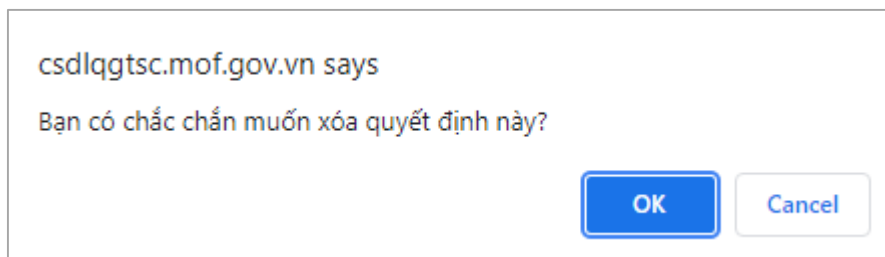 csdlqgtsc.mof.gov.vn says
Bạn có chắc chắn muốn xóa quyết định này?
OK Cancel